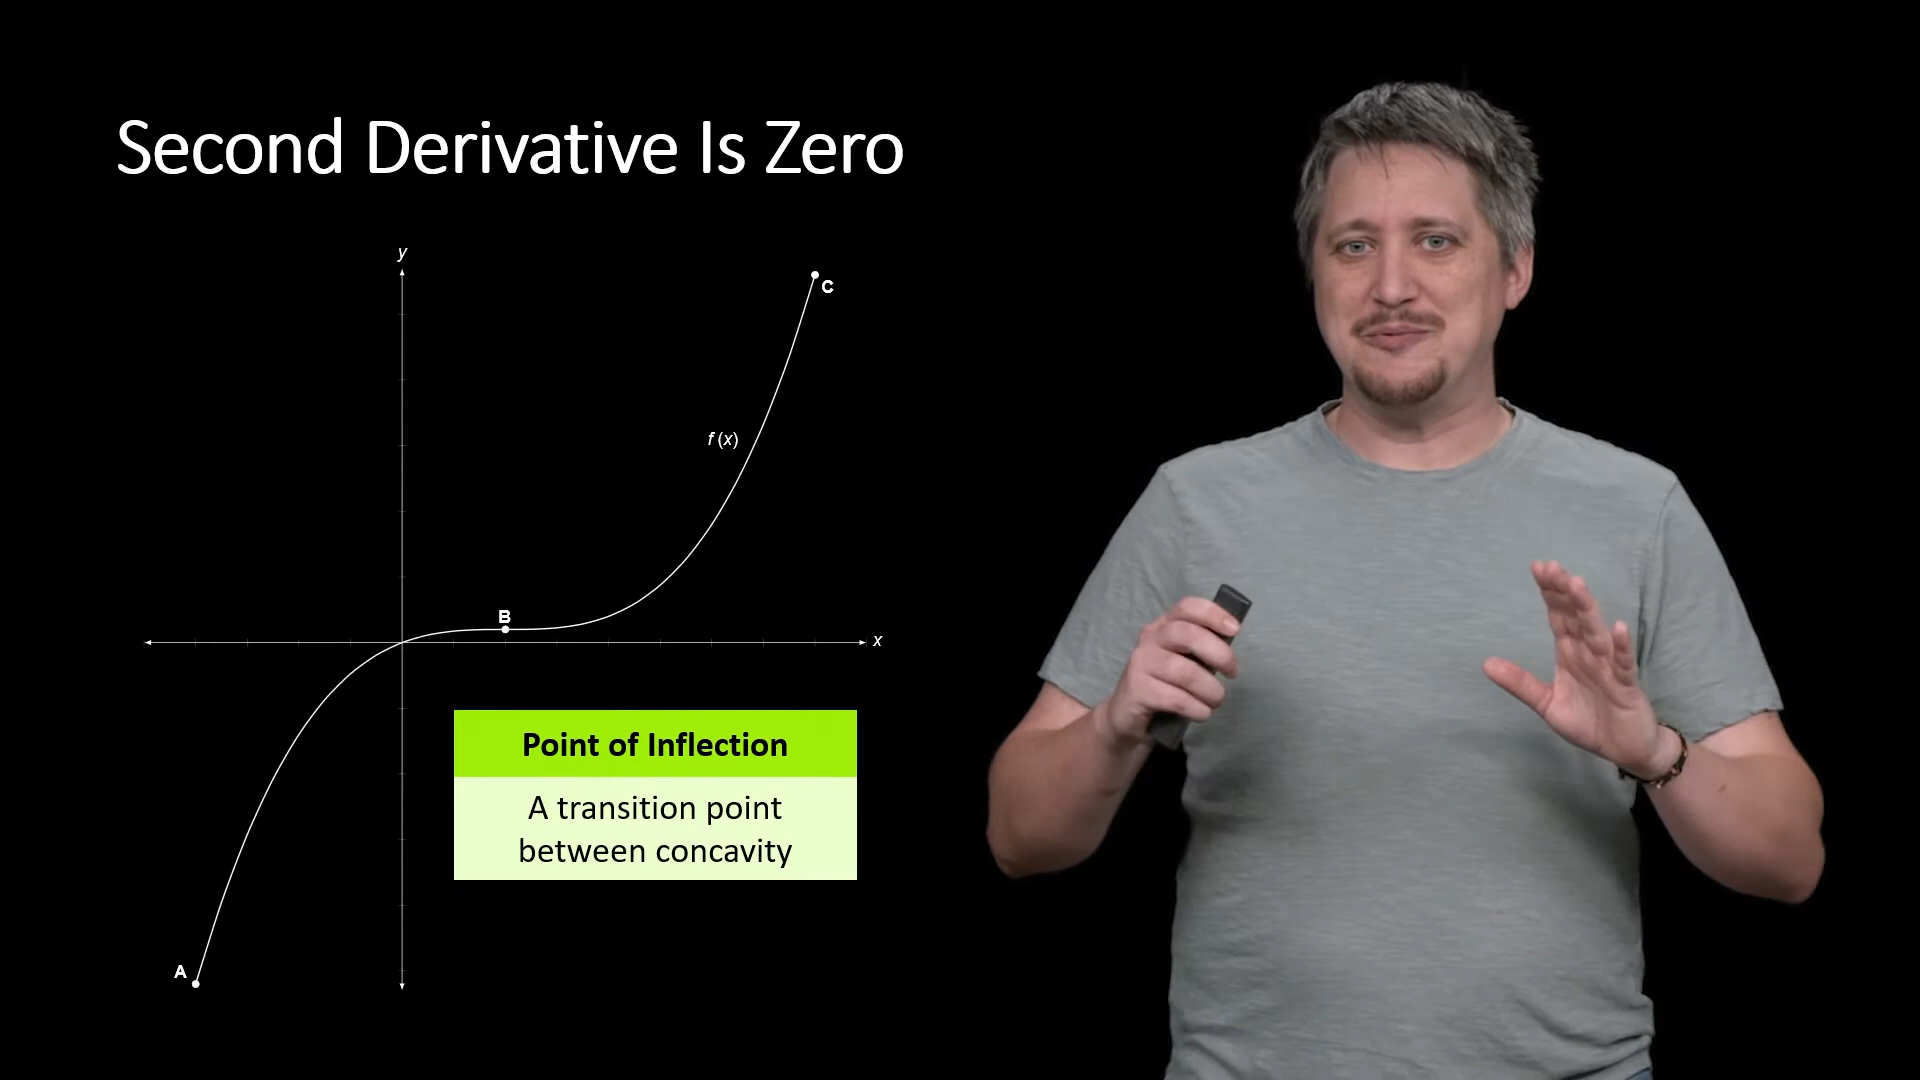 Second Derivative Is Zero
y
C
f (x)
B
x
Point of Inflection
A transition point
between concavity
A